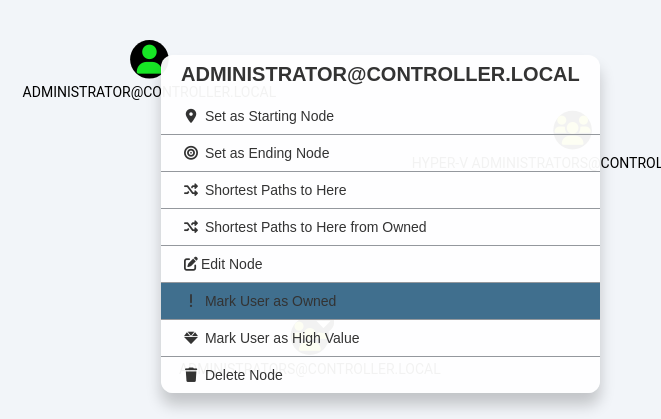 ADMINISTRATOR@CONTROLLER.LOCAL
ADMINISTRATOR@CONTROLLER.LOCAL
Set as Starting Node
Set as Ending Node
HYPER-V ADMINISTRATORS@CONTROL
Shortest Paths to Here
Shortest Paths to Here from Owned
Edit Node
Mark User as Owned
Mark User as High Value
ADMINISTRATORS@CONTROLLER.LOCAL
Delete Node